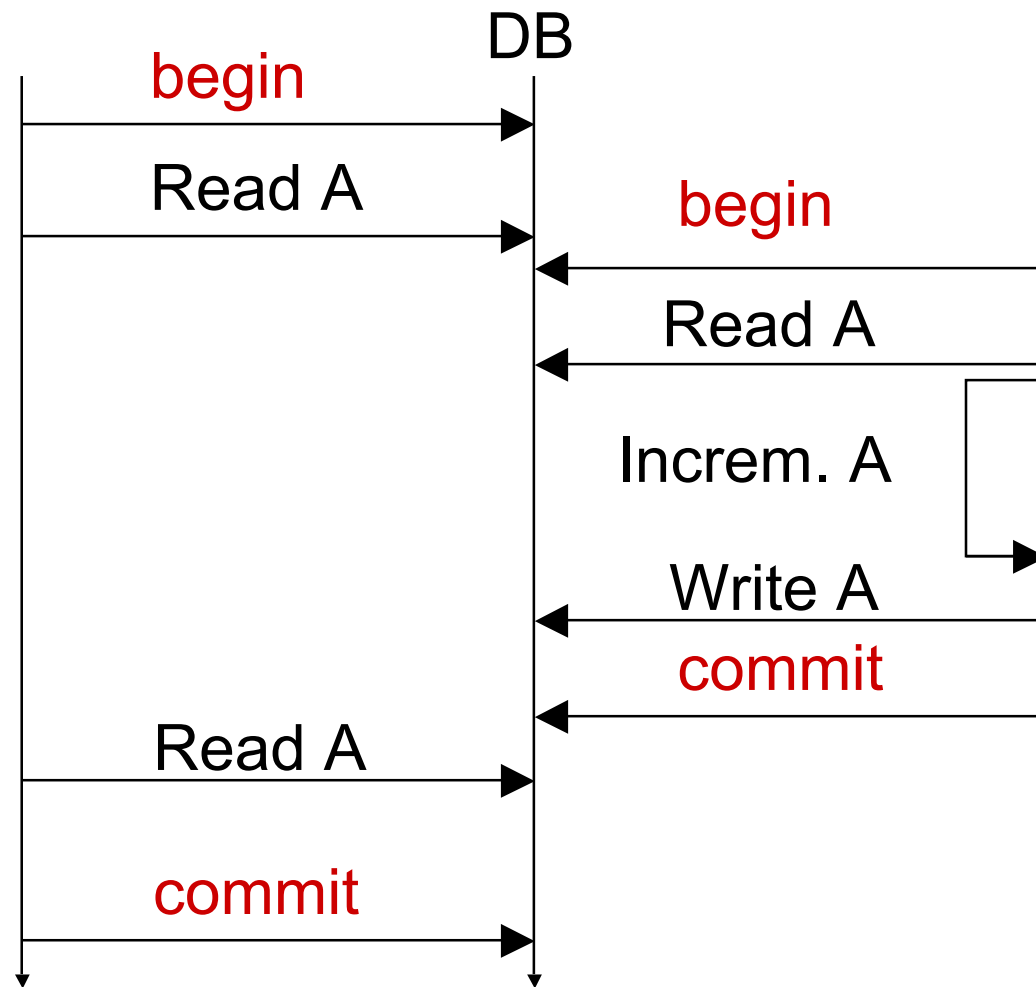 DB
begin
Read A
begin
Read A
Increm. A
Write A
commit
Read A
commit